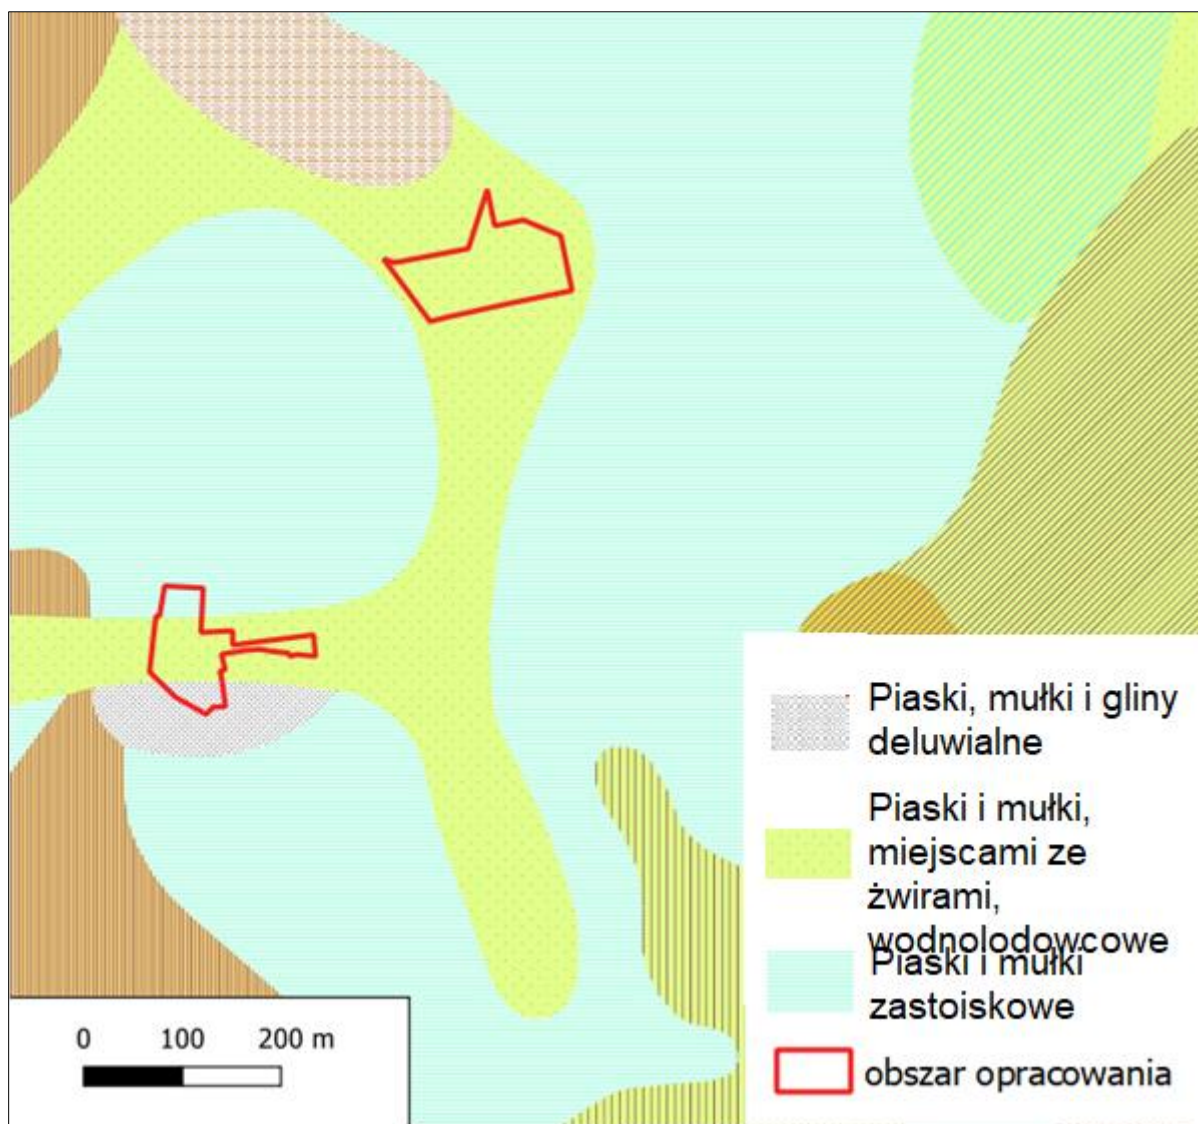 Piaski, mułki i gliny
deluwialne
Piaski i mułki,
miejscami ze
żwirami,
wodnolodowcowe
Piaski i mułki
zastoiskowe
obszar opracowania
0 100 200 m